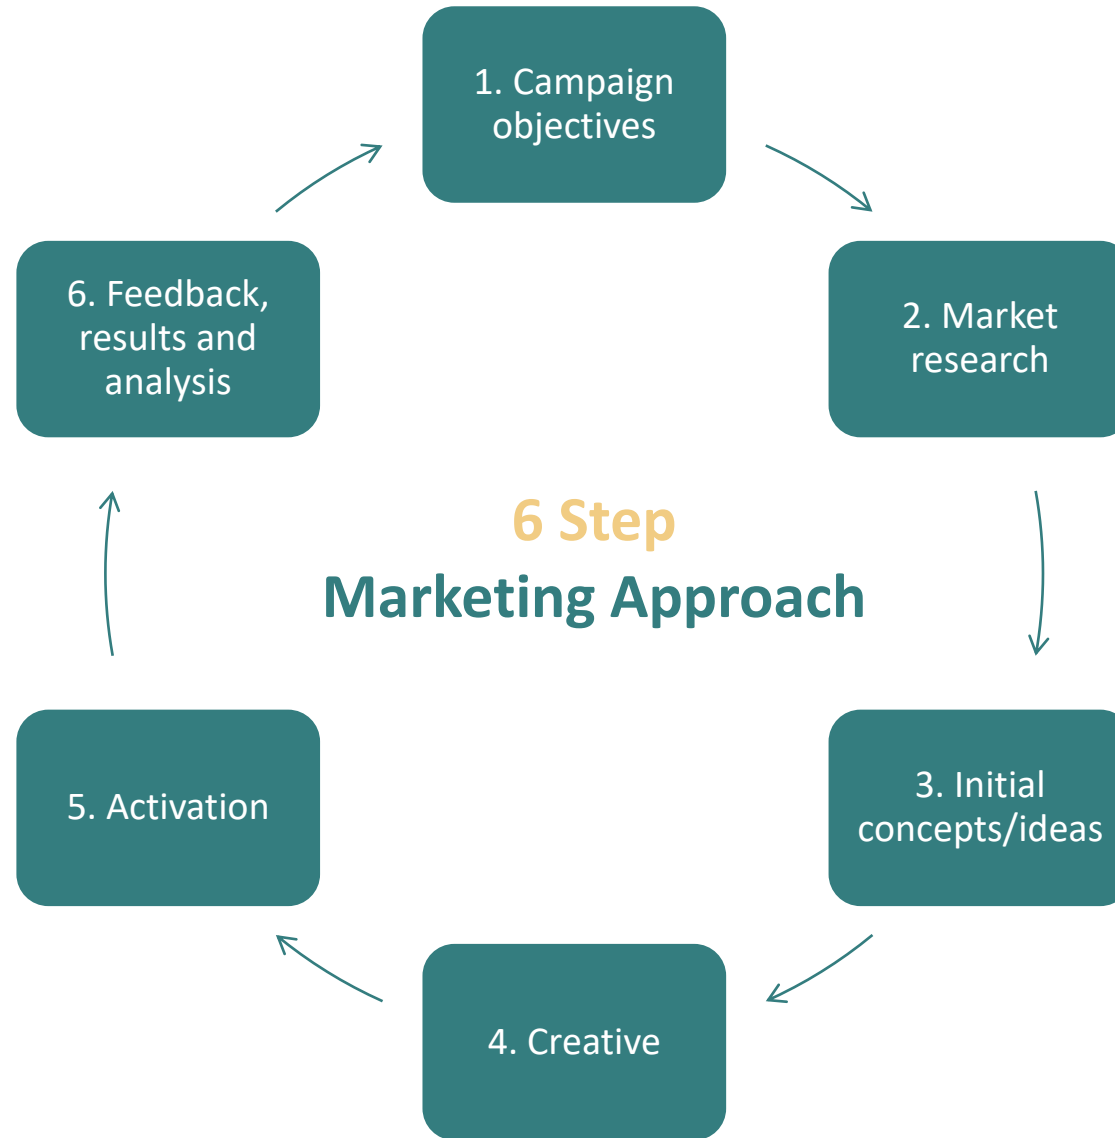 1. Campaign
objectives
2. Market
research
3. Initial
concepts/ideas
4. Creative
5. Activation
6. Feedback,
results and
analysis
6 Step
Marketing Approach